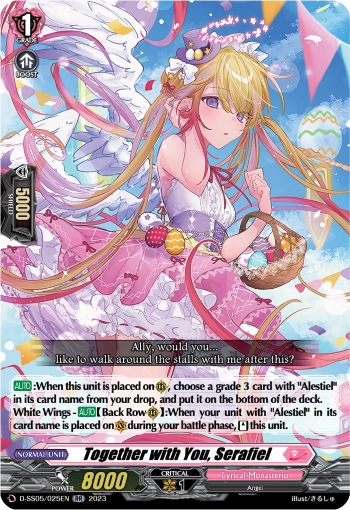 1
GRADE
BOOST
5000
SHIELD
Ally, would you...
like to walk around the stalls with me after this?
AUTO:When this unit is placed on R, choose a grade 3 card with "Alestiel"
in its card name from your drop, and put it on the bottom of the deck.
White Wings - AUTO【Back Row R】:When your unit with "Alestiel" in its
card name is placed on V during your battle phase, [ ] this unit.
NORMAL UNIT
Together with You, Serafiel
POWER 8000
CRITICAL
1
Lyrical Monasterio
Angel
D-SS05/025EN RR 2023
illust/きるしゅ